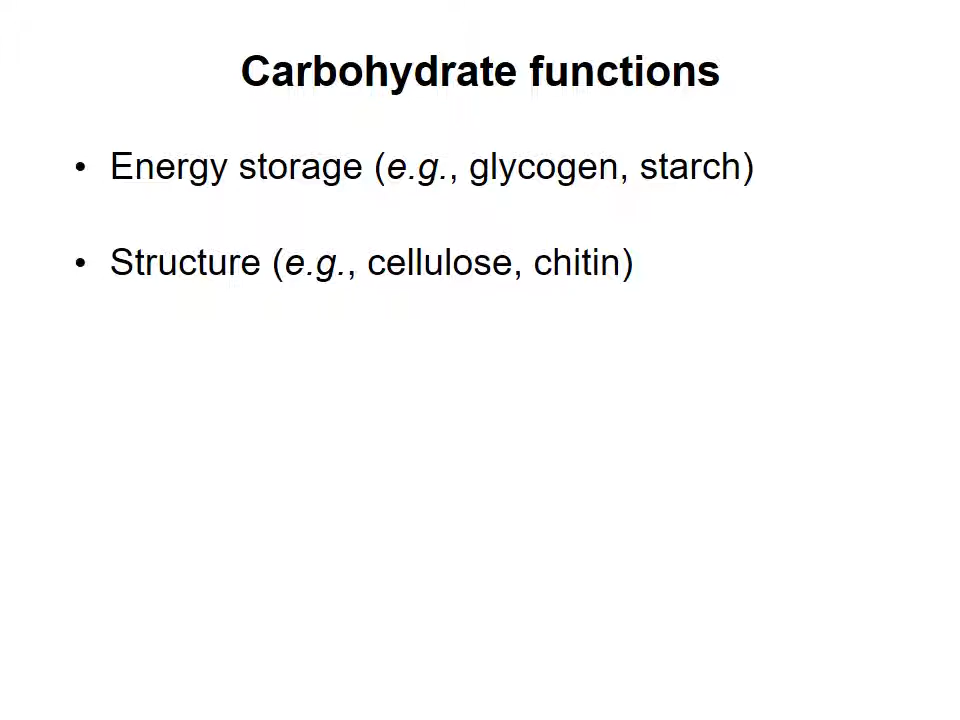 Carbohydrate functions
• Energy storage (e.g., glycogen, starch)
• Structure (e.g., cellulose, chitin)